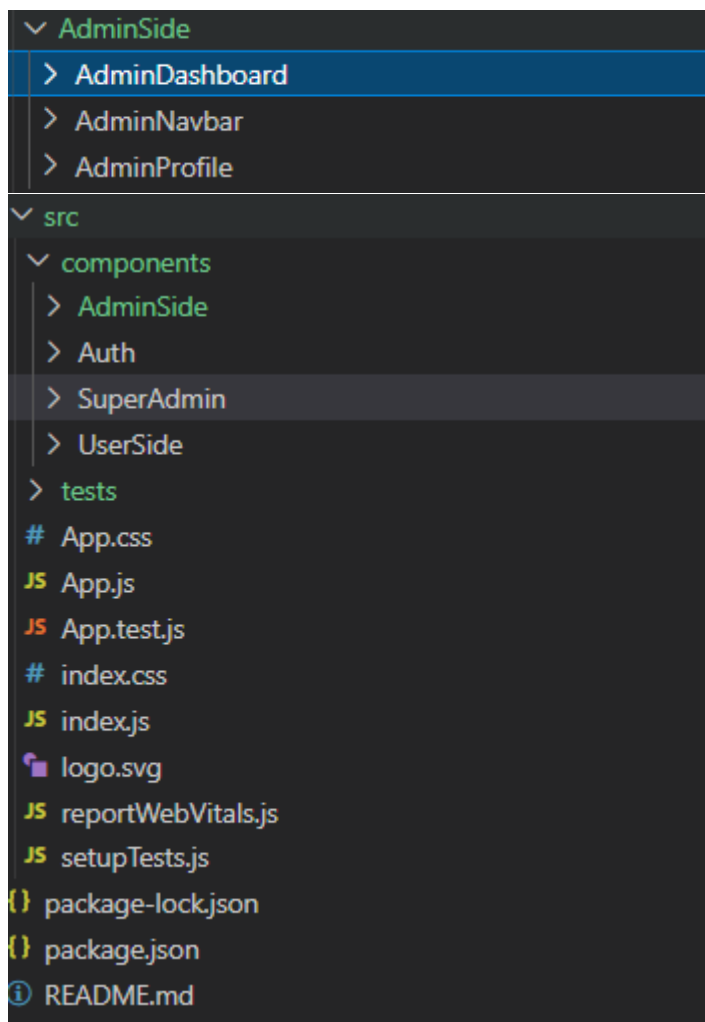 AdminSide
AdminDashboard
AdminNavbar
AdminProfile
src
components
AdminSide
Auth
SuperAdmin
UserSide
tests
# App.css
JS App.js
JS App.test.js
# index.css
JS index.js
logo.svg
JS reportWebVitals.js
JS setupTests.js
{} package-lock.json
{} package.json
README.md